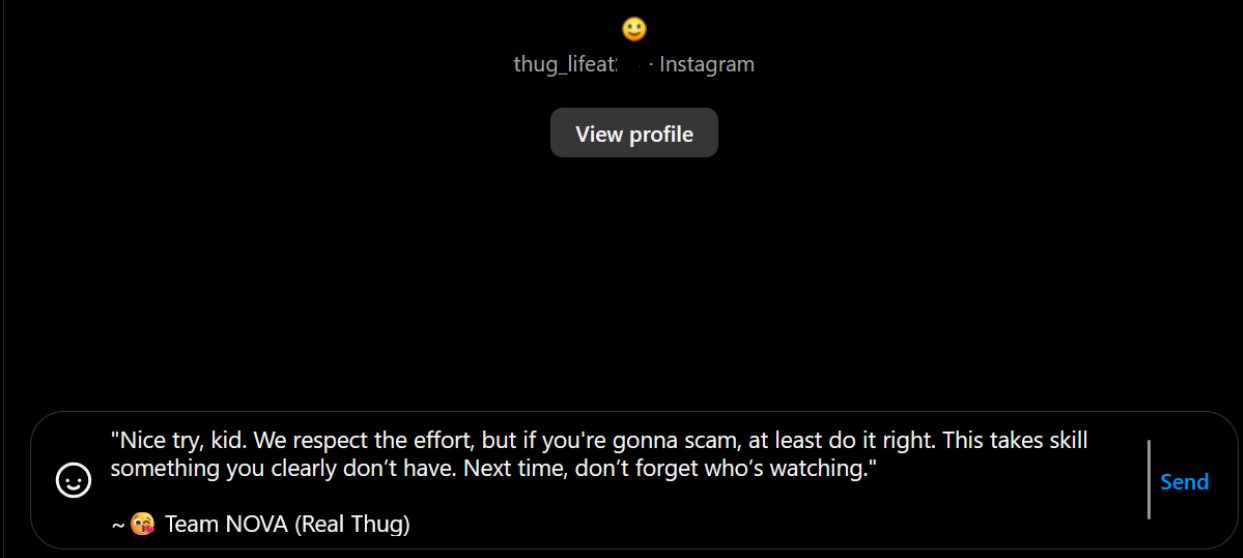 thug_lifeat · Instagram
View profile
"Nice try, kid. We respect the effort, but if you're gonna scam, at least do it right. This takes skill
something you clearly don’t have. Next time, don’t forget who’s watching."
Send
~😘 Team NOVA (Real Thug)